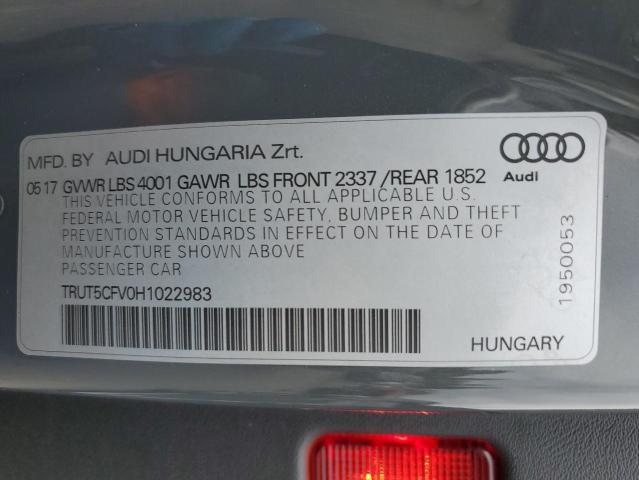 MFD. BY AUDI HUNGARIA Zrt.
0517 GVWR LBS 4001 GAWR LBS FRONT 2337 /REAR 1852
Audi
THIS VEHICLE CONFORMS TO ALL APPLICABLE U.S.
FEDERAL MOTOR VEHICLE SAFETY, BUMPER AND THEFT
PREVENTION STANDARDS IN EFFECT ON THE DATE OF
MANUFACTURE SHOWN ABOVE
PASSENGER CAR
TRUT5CFV0H1022983
1950053
HUNGARY